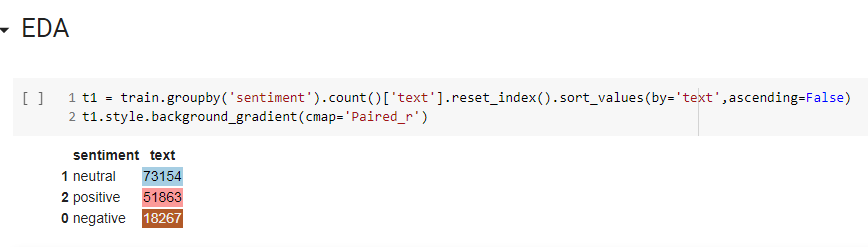 EDA
[ ] 1 t1 = train.groupby('sentiment').count()['text'].reset_index().sort_values(by='text',ascending=False)
2 t1.style.background_gradient(cmap='Paired_r')
sentiment text
1 neutral 73154
2 positive 51863
0 negative 18267